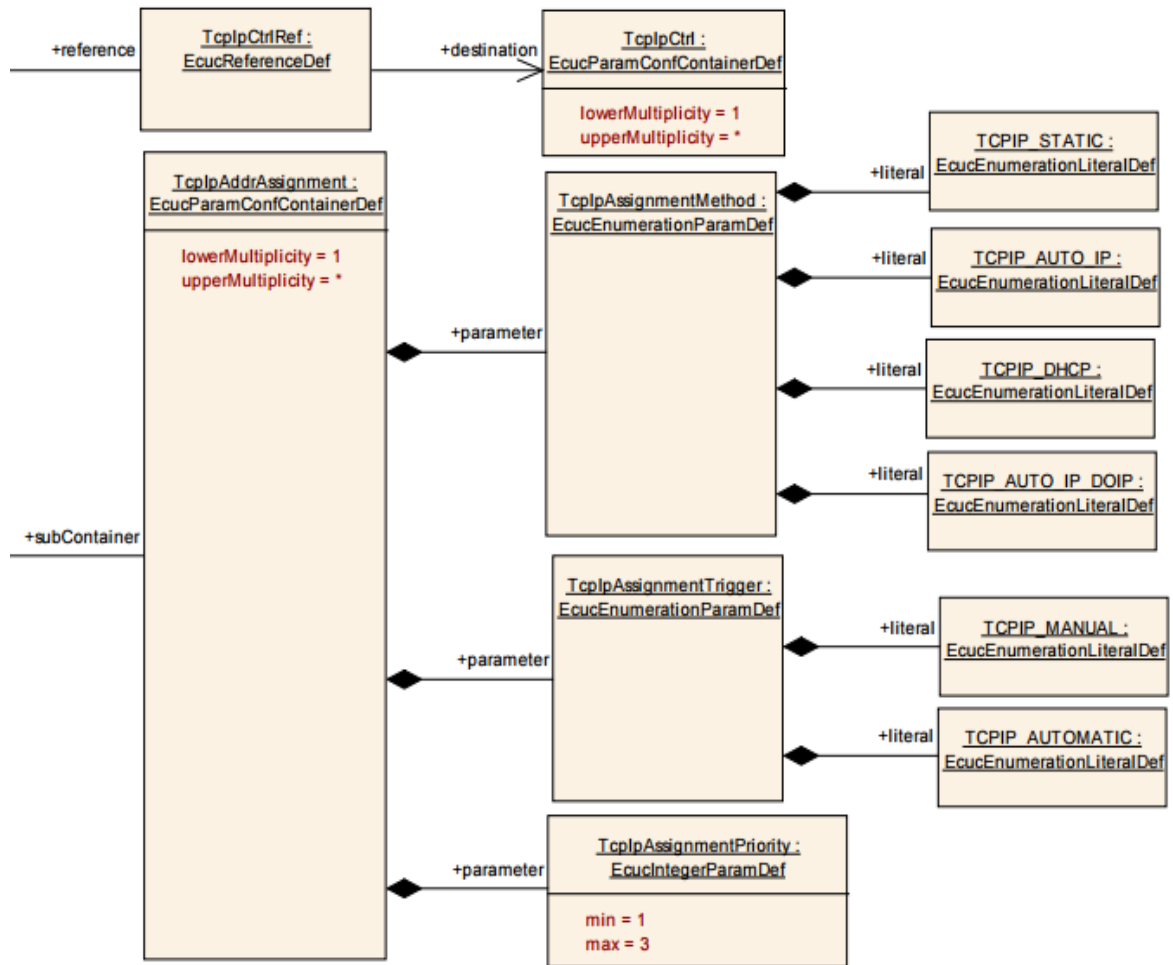 +reference
TcpIpCtrlRef :
EcucReferenceDef
+destination
TcpIpCtrl :
EcucParamConfContainerDef
lowerMultiplicity = 1
upperMultiplicity = *
TcpIpAddrAssignment :
EcucParamConfContainerDef
lowerMultiplicity = 1
upperMultiplicity = *
+subContainer
+parameter
TcpIpAssignmentMethod :
EcucEnumerationParamDef
+literal
TCPIP_STATIC :
EcucEnumerationLiteralDef
+literal
TCPIP_AUTO_IP :
EcucEnumerationLiteralDef
+literal
TCPIP_DHCP :
EcucEnumerationLiteralDef
+literal
TCPIP_AUTO_IP_DOIP :
EcucEnumerationLiteralDef
+parameter
TcpIpAssignmentTrigger :
EcucEnumerationParamDef
+literal
TCPIP_MANUAL :
EcucEnumerationLiteralDef
+literal
TCPIP_AUTOMATIC :
EcucEnumerationLiteralDef
+parameter
TcpIpAssignmentPriority :
EcucIntegerParamDef
min = 1
max = 3